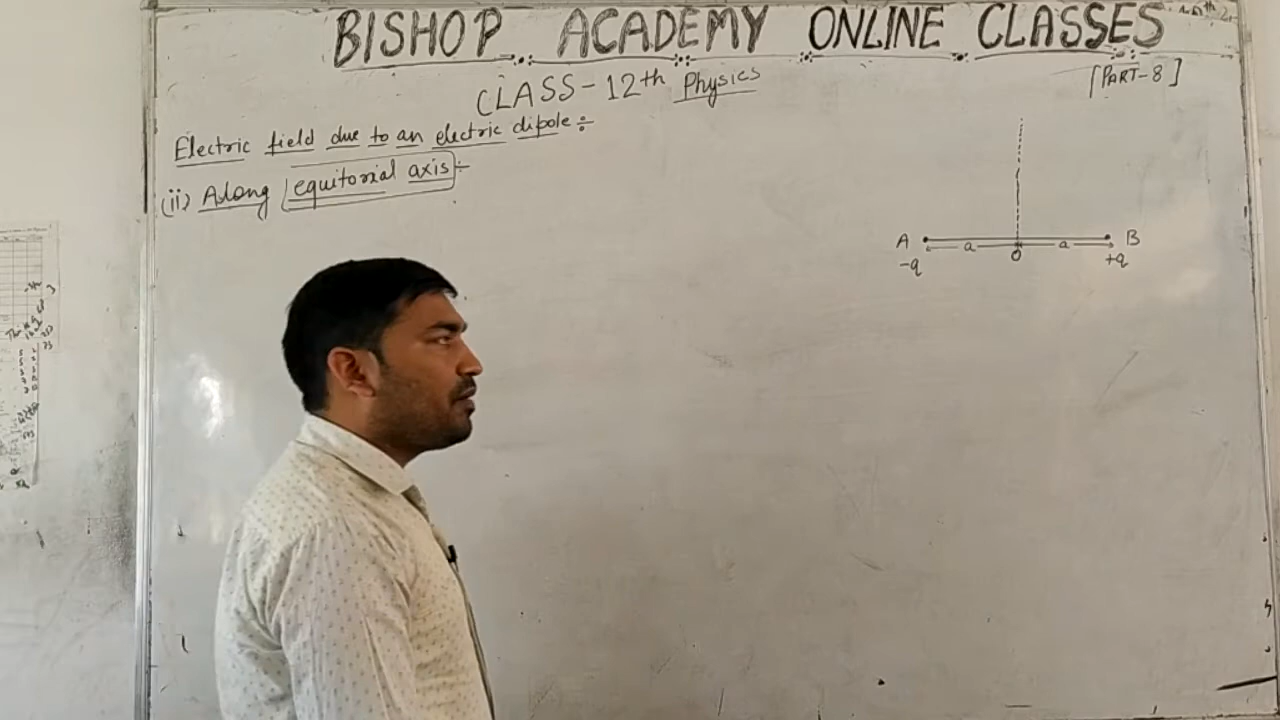 BISHOP ACADEMY ONLINE CLASSES
CLASS-12th Physics
[PART-8]
Electric field due to an electric dipole÷
(ii) Along equitorial axis÷
A a O a B
-q +q